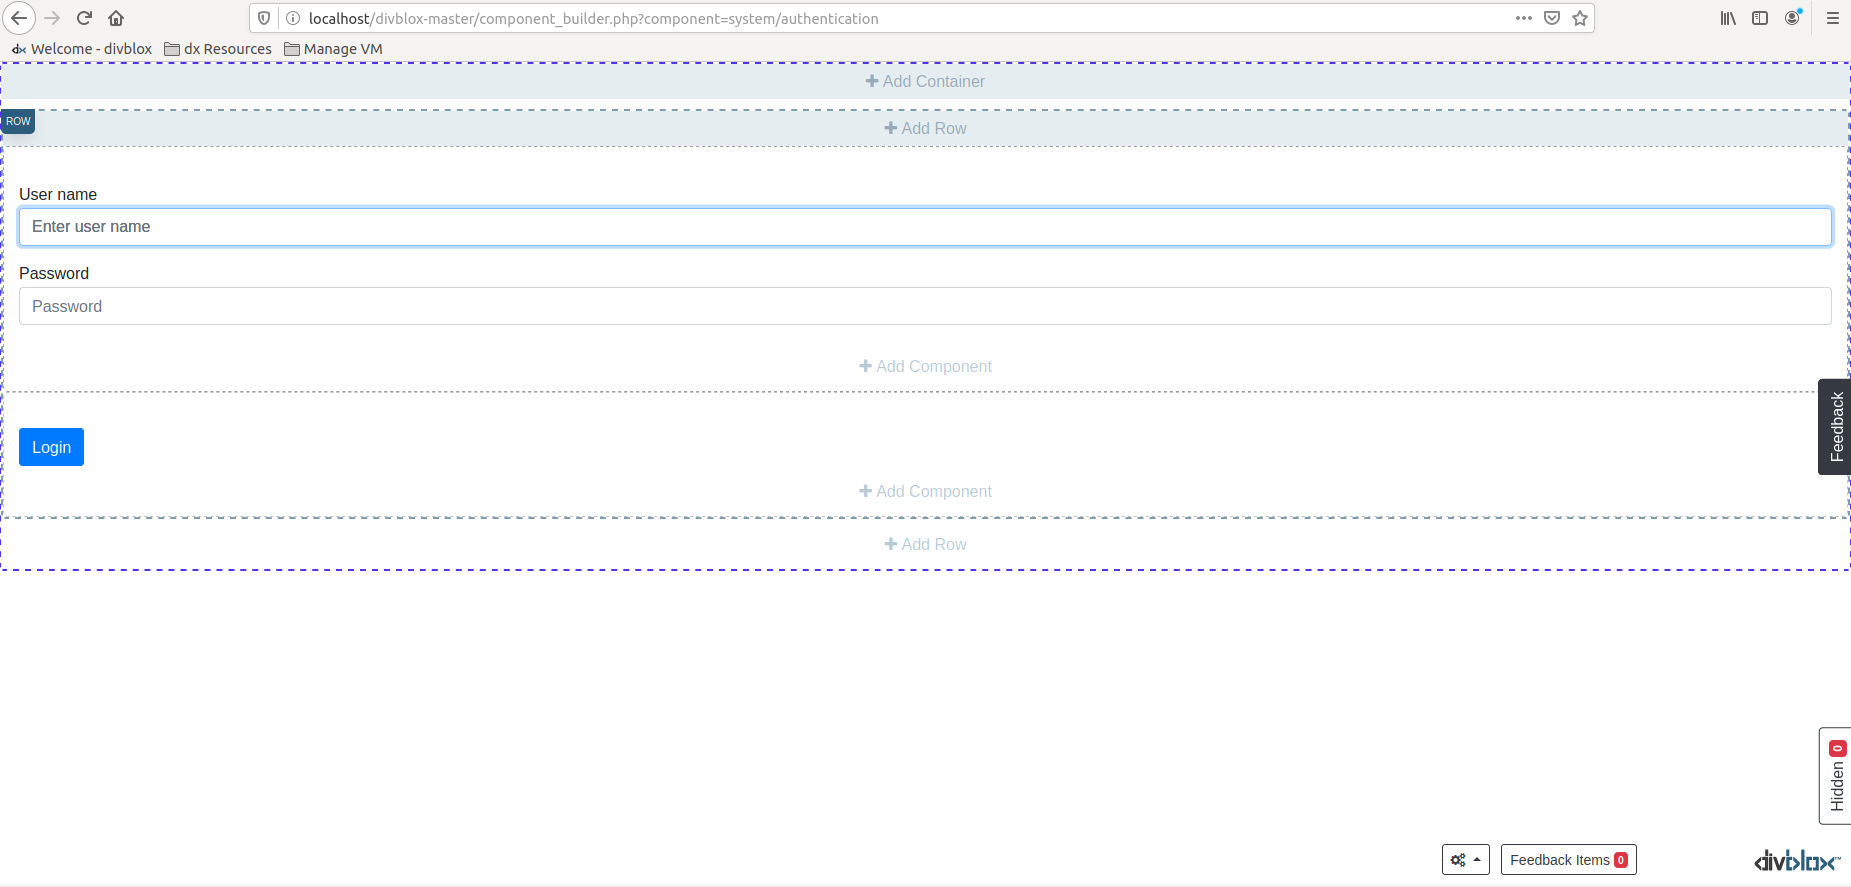 localhost/divblox-master/component_builder.php?component=system/authentication
dx Welcome - divblox dx Resources Manage VM
Add Container
ROW
Add Row
User name
Enter user name
Password
Password
Add Component
Feedback
Login
Add Component
Add Row
Hidden 0
Feedback Items 0
divblox™